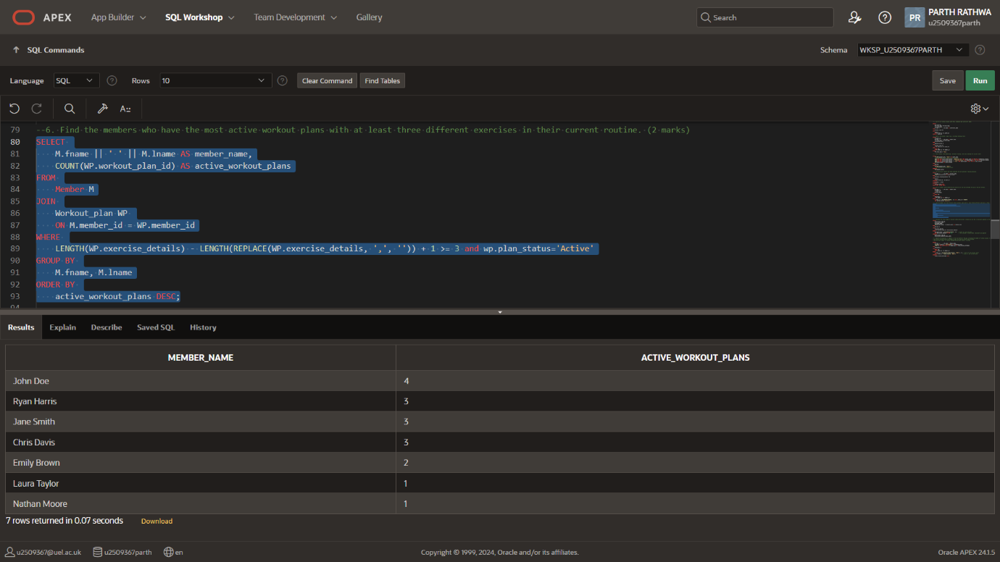 APEX App Builder SQL Workshop Team Development Gallery Search PR PARTH RATHWA
u2509367parth
SQL Commands Schema WKSP_U2509367PARTH
Language SQL Rows 10 Clear Command Find Tables Save Run
A::
79 --6. Find the members who have the most active workout plans with at least three different exercises in their current routine. (2 marks)
80 SELECT
81 M.fname || ' ' || M.lname AS member_name,
82 COUNT(WP.workout_plan_id) AS active_workout_plans
83 FROM
84 Member M
85 JOIN
86 Workout_plan WP
87 ON M.member_id = WP.member_id
88 WHERE
89 LENGTH(WP.exercise_details) - LENGTH(REPLACE(WP.exercise_details, ',', '')) + 1 >= 3 and wp.plan_status='Active'
90 GROUP BY
91 M.fname, M.lname
92 ORDER BY
93 active_workout_plans DESC;
94
Results Explain Describe Saved SQL History
MEMBER_NAME ACTIVE_WORKOUT_PLANS
John Doe 4
Ryan Harris 3
Jane Smith 3
Chris Davis 3
Emily Brown 2
Laura Taylor 1
Nathan Moore 1
7 rows returned in 0.07 seconds Download
u2509367@uel.ac.uk u2509367parth en Copyright © 1999, 2024, Oracle and/or its affiliates. Oracle APEX 24.1.5